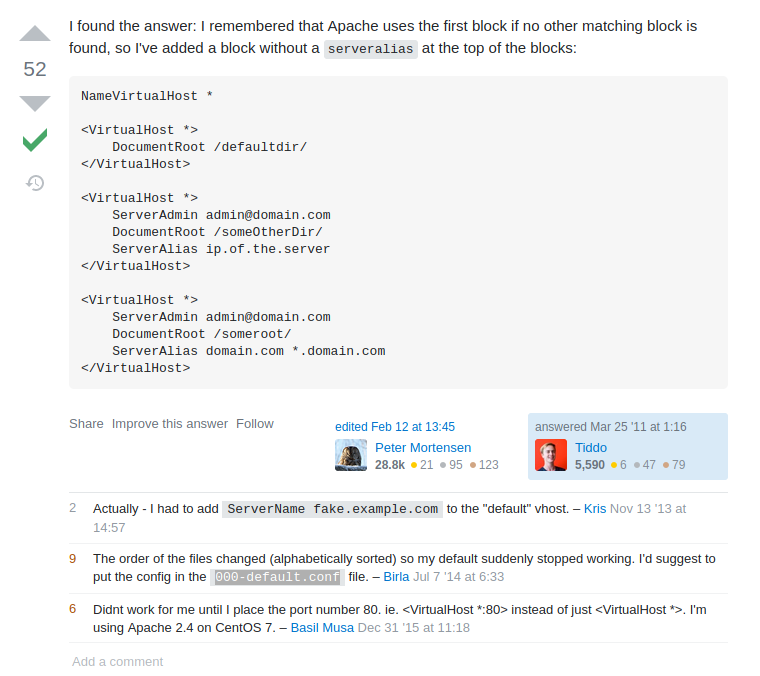 I found the answer: I remembered that Apache uses the first block if no other matching block is
found, so I've added a block without a serveralias at the top of the blocks:
52
NameVirtualHost *
<VirtualHost *>
    DocumentRoot /defaultdir/
</VirtualHost>
<VirtualHost *>
    ServerAdmin admin@domain.com
    DocumentRoot /someOtherDir/
    ServerAlias ip.of.the.server
</VirtualHost>
<VirtualHost *>
    ServerAdmin admin@domain.com
    DocumentRoot /someroot/
    ServerAlias domain.com *.domain.com
</VirtualHost>
Share Improve this answer Follow
edited Feb 12 at 13:45
Peter Mortensen
28.8k ●21 ●95 ●123
answered Mar 25 '11 at 1:16
Tiddo
5,590 ●6 ●47 ●79
2 Actually - I had to add ServerName fake.example.com to the "default" vhost. – Kris Nov 13 '13 at
14:57
9 The order of the files changed (alphabetically sorted) so my default suddenly stopped working. I'd suggest to
put the config in the 000-default.conf file. – Birla Jul 7 '14 at 6:33
6 Didnt work for me until I place the port number 80. ie. <VirtualHost *:80> instead of just <VirtualHost *>. I'm
using Apache 2.4 on CentOS 7. – Basil Musa Dec 31 '15 at 11:18
Add a comment